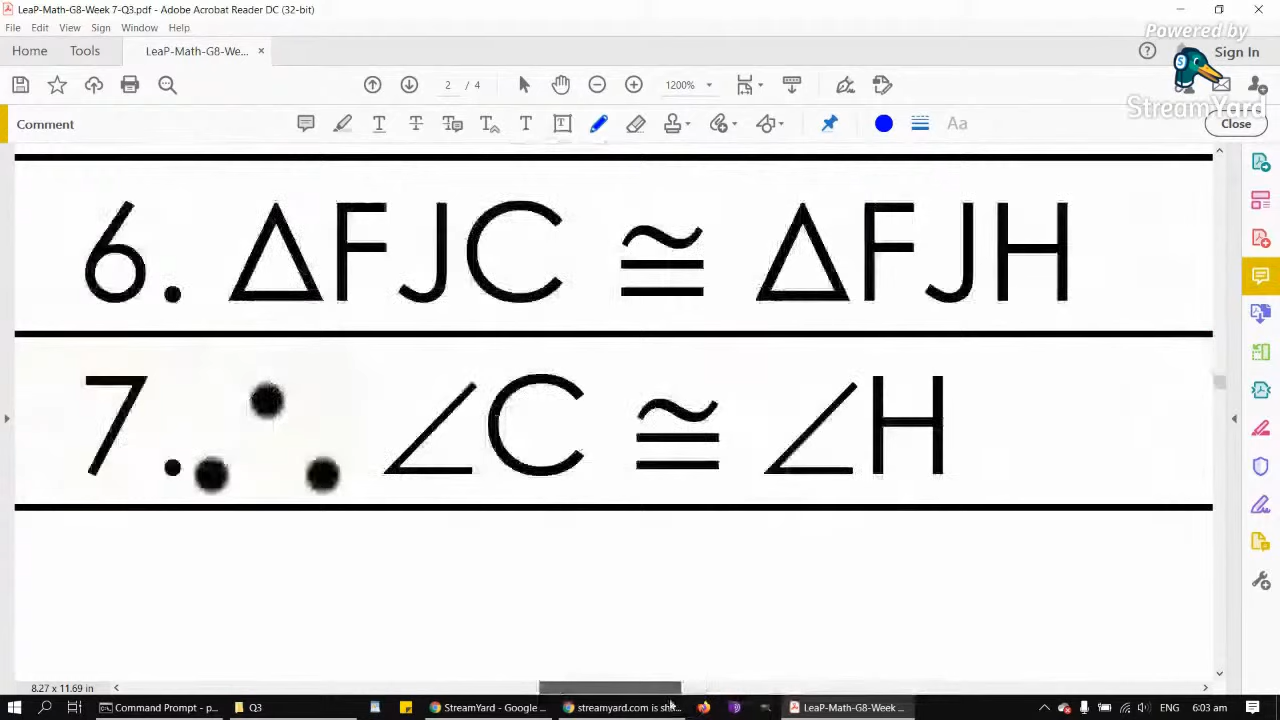 LeaP-Math-G8-Week 7-Q3.pdf - Adobe Acrobat Reader DC (32-bit)
File Edit View Sign Window Help
Powered by
StreamYard
Home Tools LeaP-Math-G8-We... × Sign In
2 / 4 1200%
Comment Aa Close
6. ΔFJC ≅ ΔFJH
7. ∴ ∠C ≅ ∠H
8.27 x 11.69 in
Command Prompt - p... Q3 StreamYard - Google ... streamyard.com is sha... LeaP-Math-G8-Week ... 6:03 am